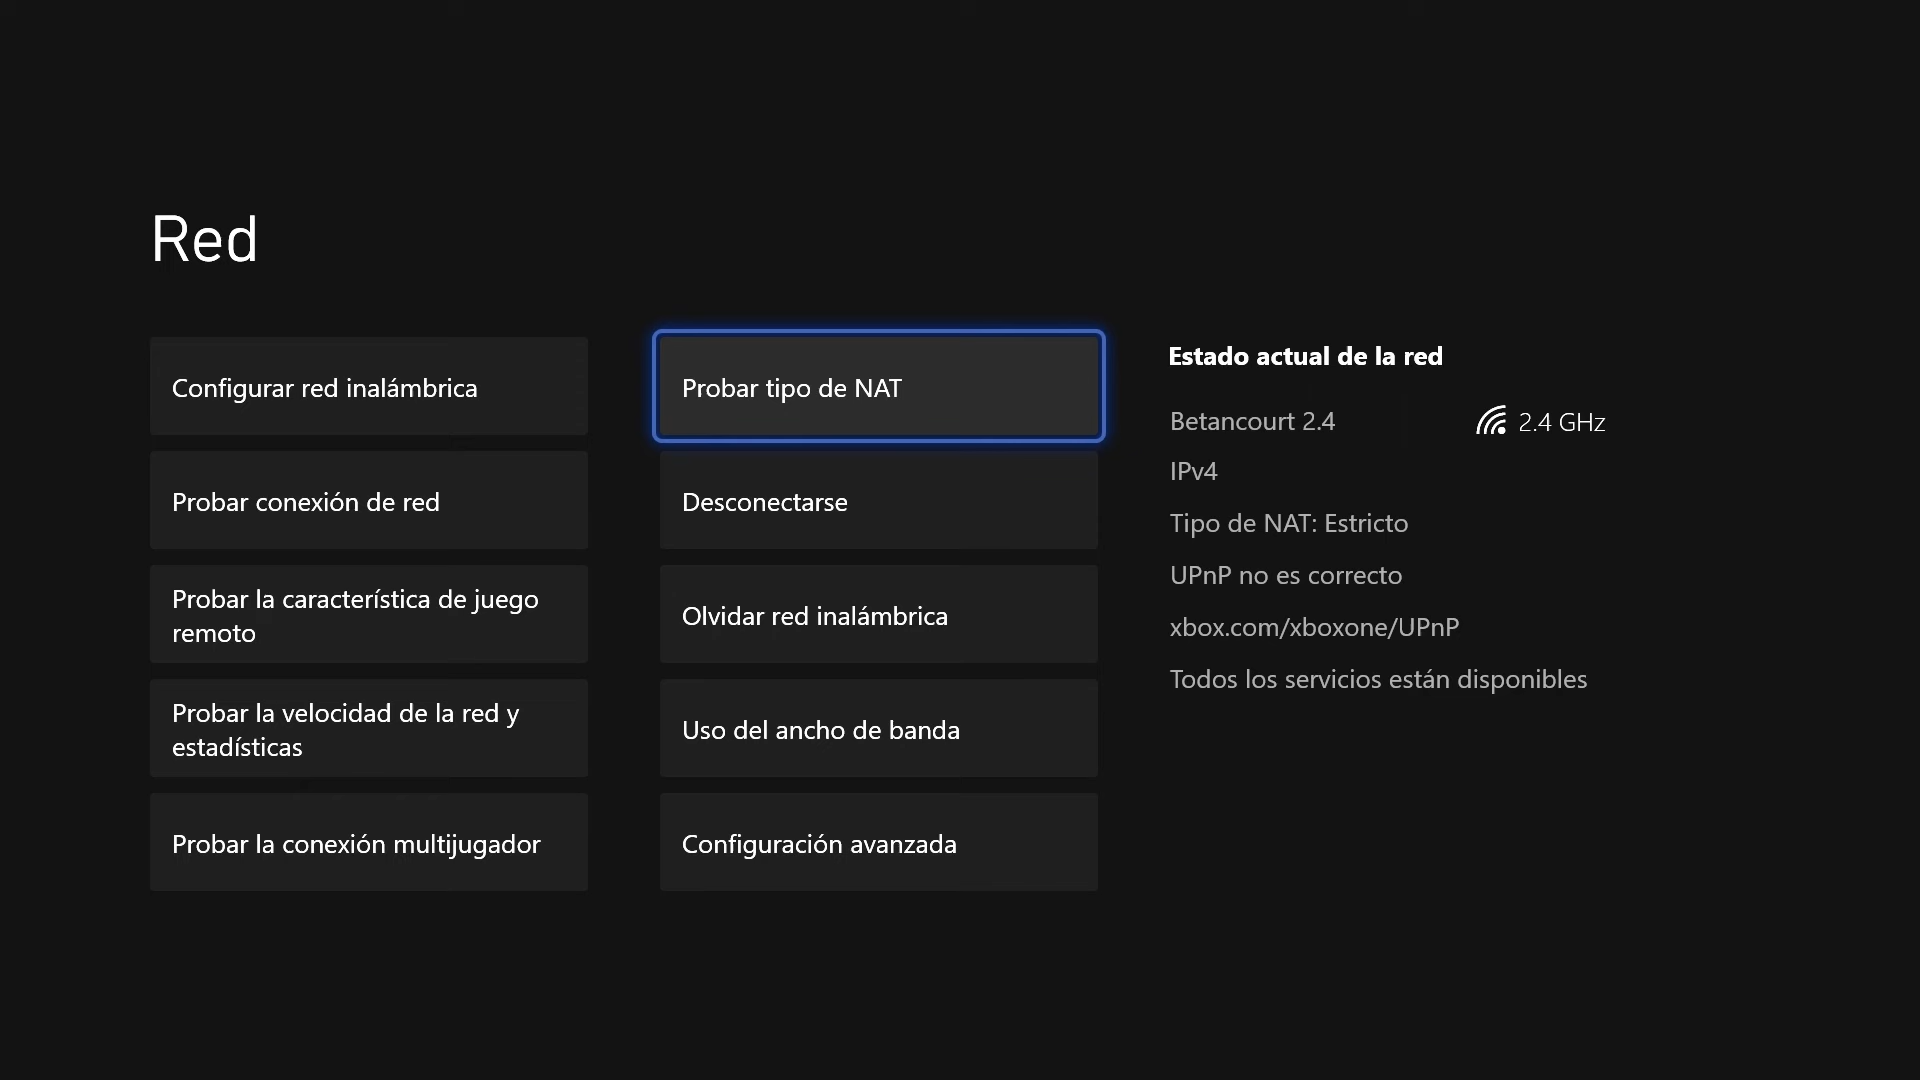 Red
Configurar red inalámbrica
Probar conexión de red
Probar la característica de juego
remoto
Probar la velocidad de la red y
estadísticas
Probar la conexión multijugador
Probar tipo de NAT
Desconectarse
Olvidar red inalámbrica
Uso del ancho de banda
Configuración avanzada
Estado actual de la red
Betancourt 2.4 2.4 GHz
IPv4
Tipo de NAT: Estricto
UPnP no es correcto
xbox.com/xboxone/UPnP
Todos los servicios están disponibles